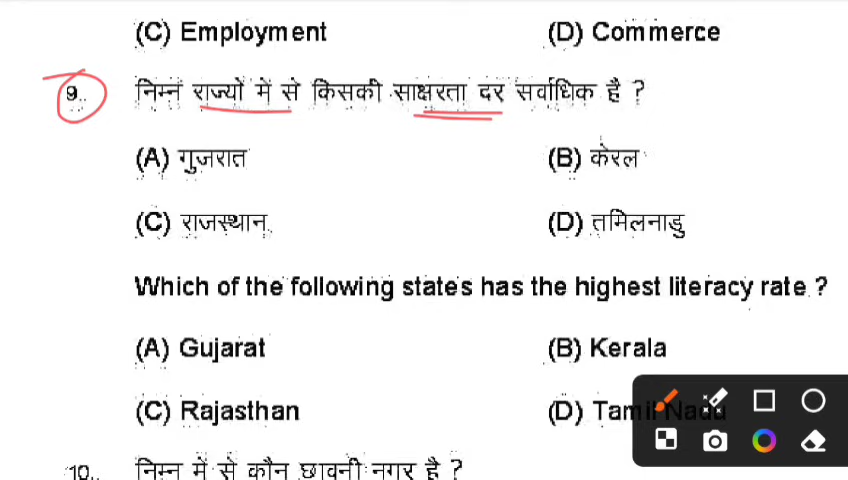 (C) Employment (D) Commerce
9. निम्न राज्यों में से किसकी साक्षरता दर सर्वाधिक है ?
(A) गुजरात (B) केरल
(C) राजस्थान (D) तमिलनाडु
Which of the following states has the highest literacy rate ?
(A) Gujarat (B) Kerala
(C) Rajasthan (D) Tamil Nadu
10. निम्न में से कौन छावनी नगर है ?